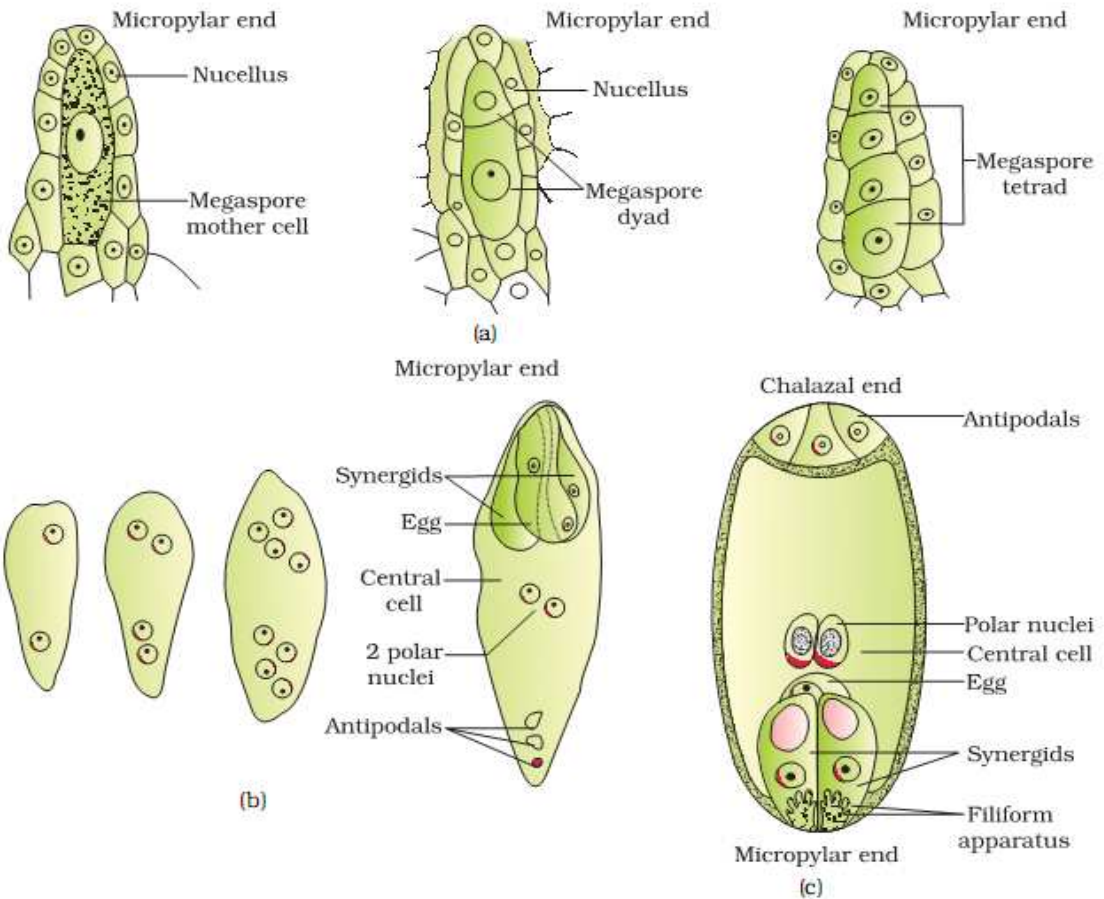 Micropylar end
Nucellus
Megaspore
mother cell
Micropylar end
Nucellus
Megaspore
dyad
Micropylar end
Megaspore
tetrad
(a)
Micropylar end
Synergids
Egg
Central
cell
2 polar
nuclei
Antipodals
(b)
Chalazal end
Antipodals
Polar nuclei
Central cell
Egg
Synergids
Filiform
apparatus
Micropylar end
(c)